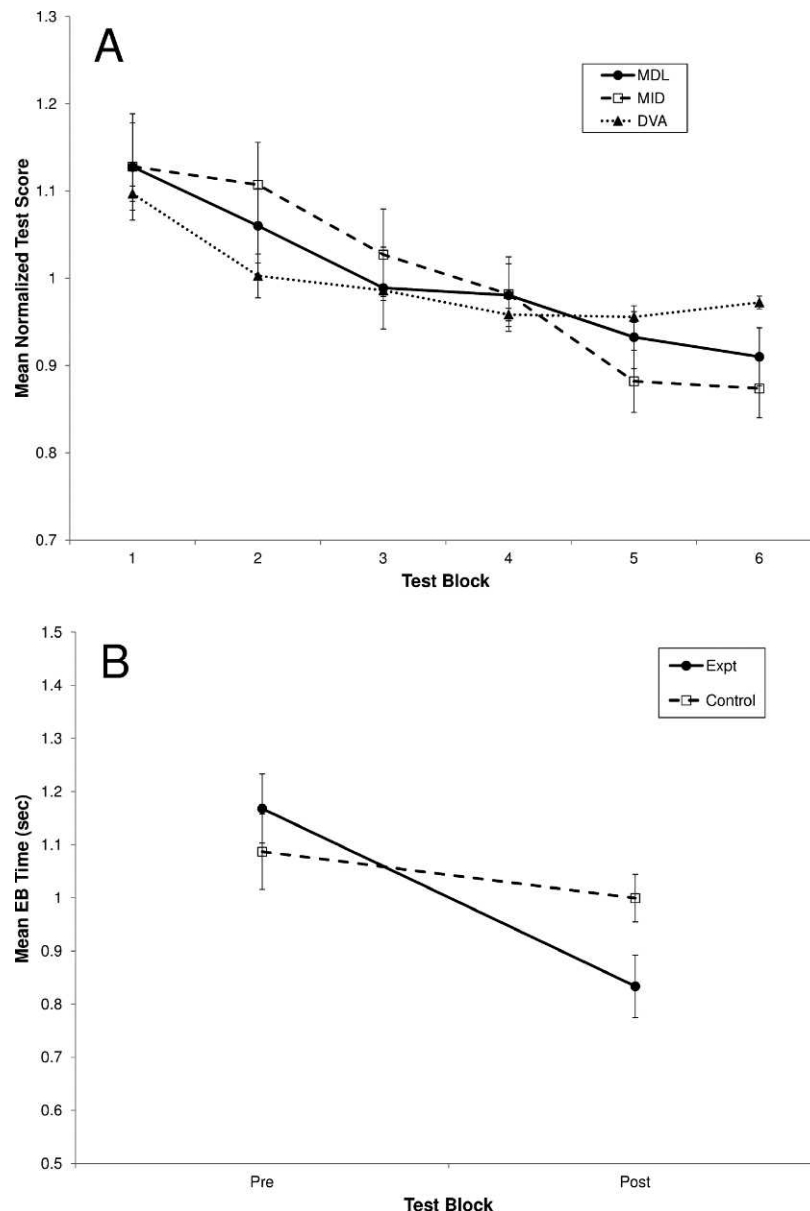 A
MDL
MID
DVA
Mean Normalized Test Score
1.3
1.2
1.1
1
0.9
0.8
0.7
1
2
3
4
5
6
Test Block
B
Expt
Control
Mean EB Time (sec)
1.5
1.4
1.3
1.2
1.1
1
0.9
0.8
0.7
0.6
0.5
Pre
Post
Test Block